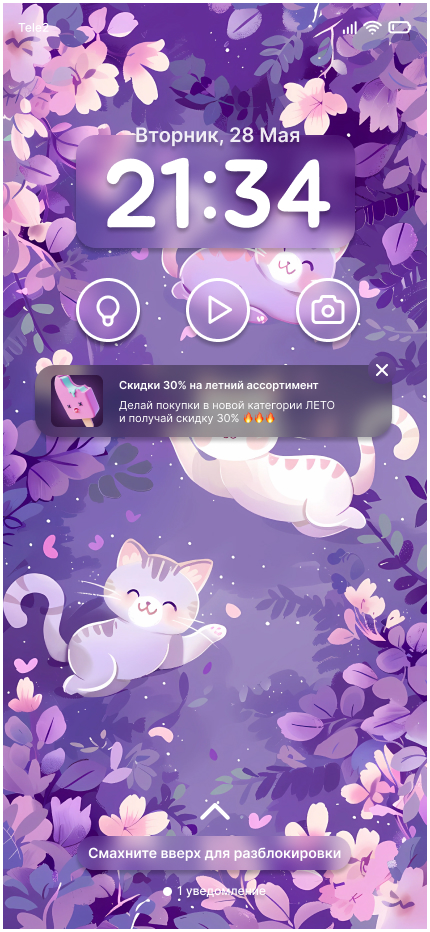 Tele2
Вторник, 28 Мая
21:34
Скидки 30% на летний ассортимент
Делай покупки в новой категории ЛЕТО
и получай скидку 30% 🔥🔥🔥
Смахните вверх для разблокировки
1 уведомление